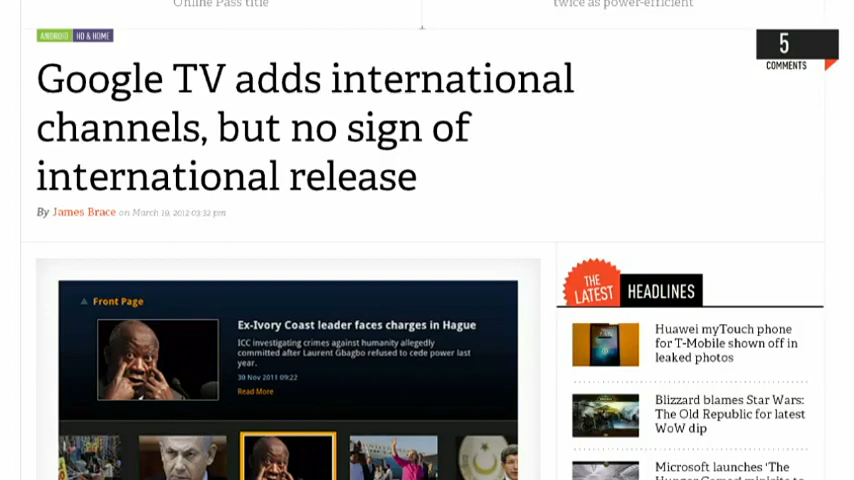 Online Pass title
twice as power-efficient
ANDROID HD & HOME
5
COMMENTS
Google TV adds international
channels, but no sign of
international release
By James Brace on March 19, 2012 03:32 pm
Front Page
Ex-Ivory Coast leader faces charges in Hague
ICC investigating crimes against humanity allegedly
committed after Laurent Gbagbo refused to cede power last
year.
30 Nov 2011 09:22
Read More
THE
LATEST
HEADLINES
Huawei myTouch phone
for T-Mobile shown off in
leaked photos
Blizzard blames Star Wars:
The Old Republic for latest
WoW dip
Microsoft launches 'The
Hunger Games' minisite to